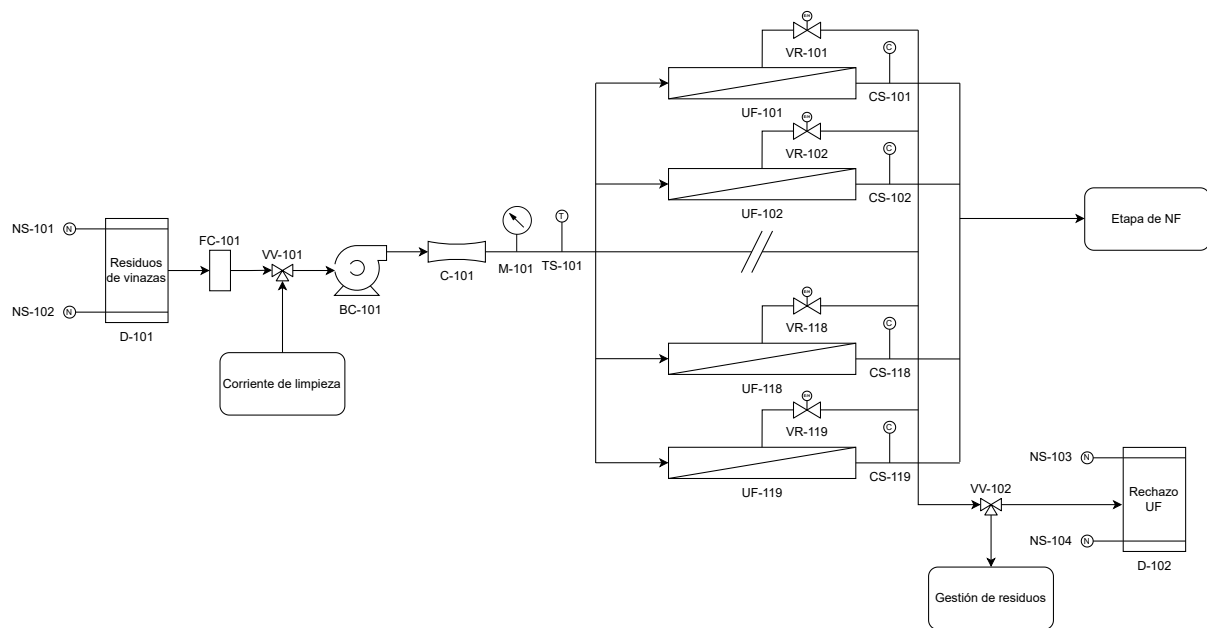 VR-101
C
UF-101
CS-101
VR-102
C
UF-102
CS-102
Etapa de NF
NS-101
N
Residuos
de vinazas
NS-102
N
D-101
FC-101
VV-101
BC-101
C-101
M-101
T
TS-101
Corriente de limpieza
VR-118
C
UF-118
CS-118
VR-119
C
UF-119
CS-119
NS-103
N
Rechazo
UF
NS-104
N
D-102
VV-102
Gestión de residuos